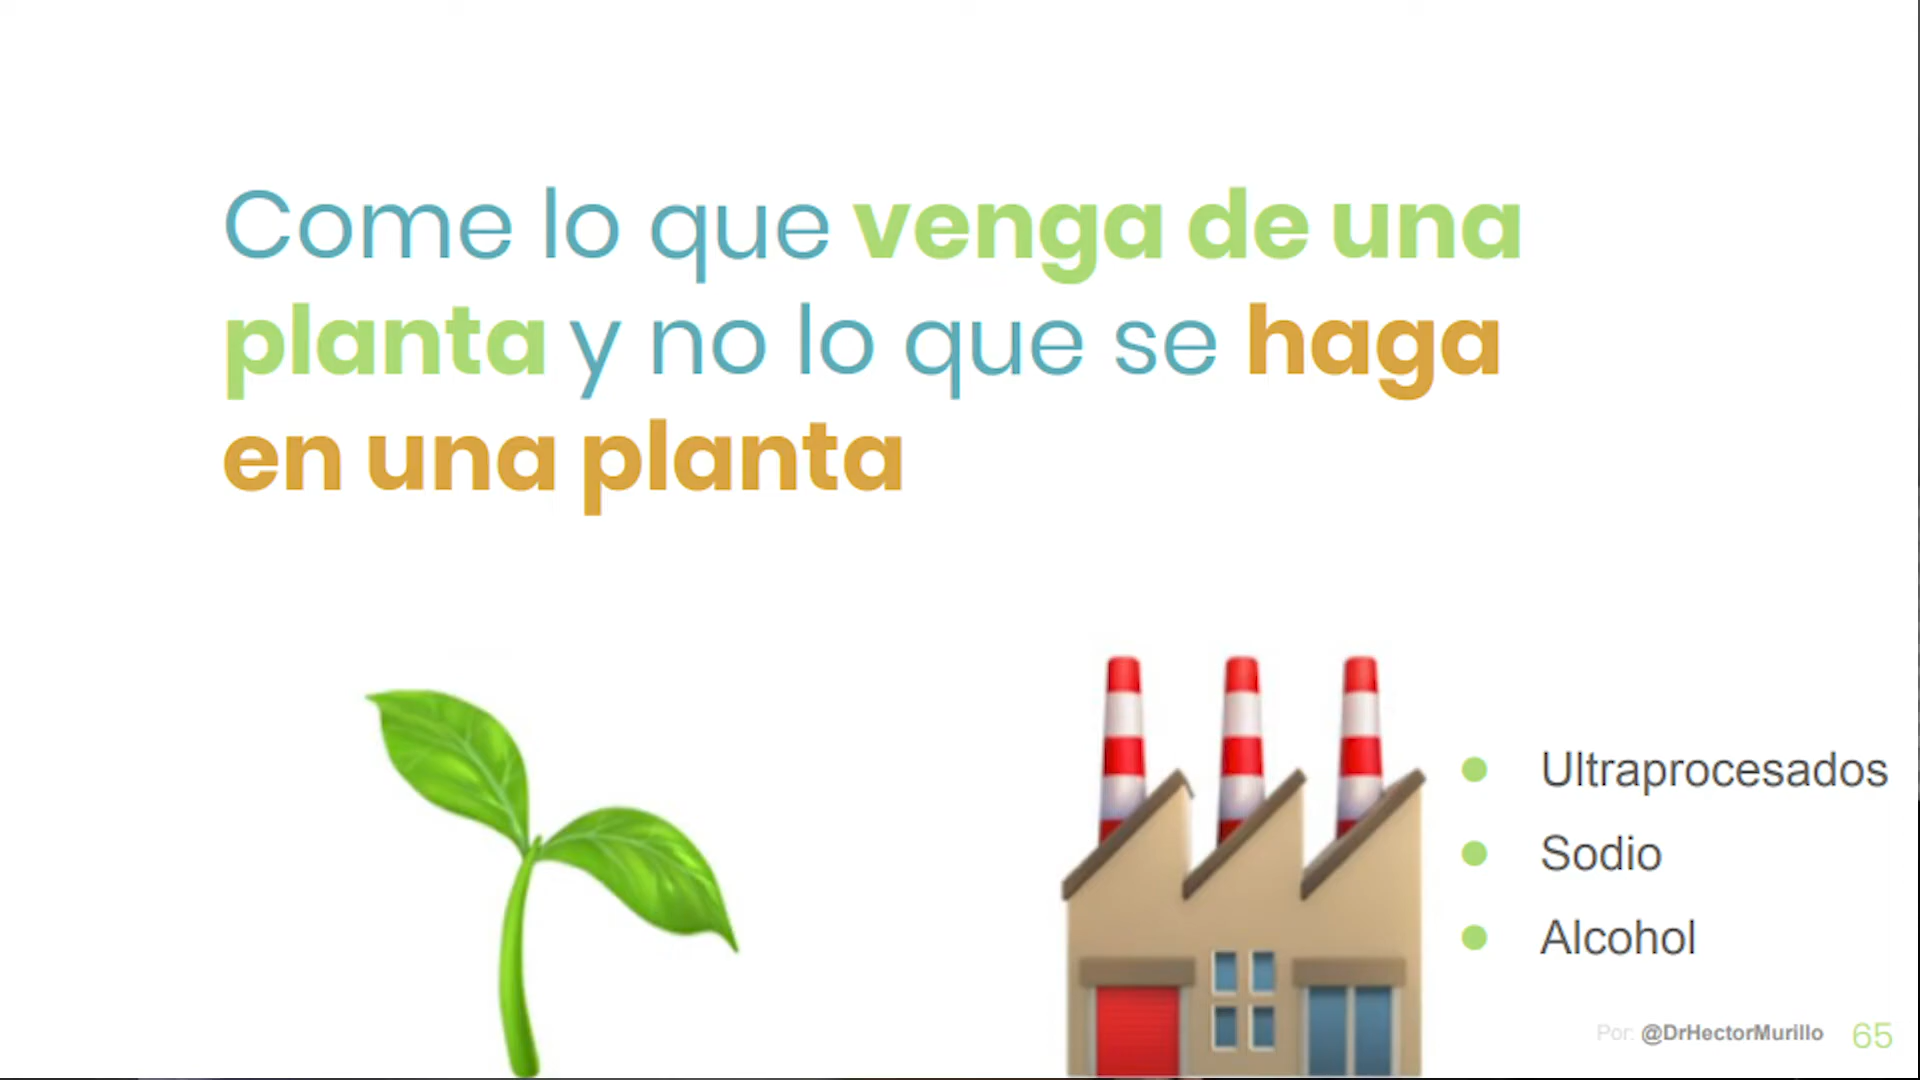 Come lo que venga de una
planta y no lo que se haga
en una planta
Ultraprocesados
Sodio
Alcohol
Por: @DrHectorMurillo 65